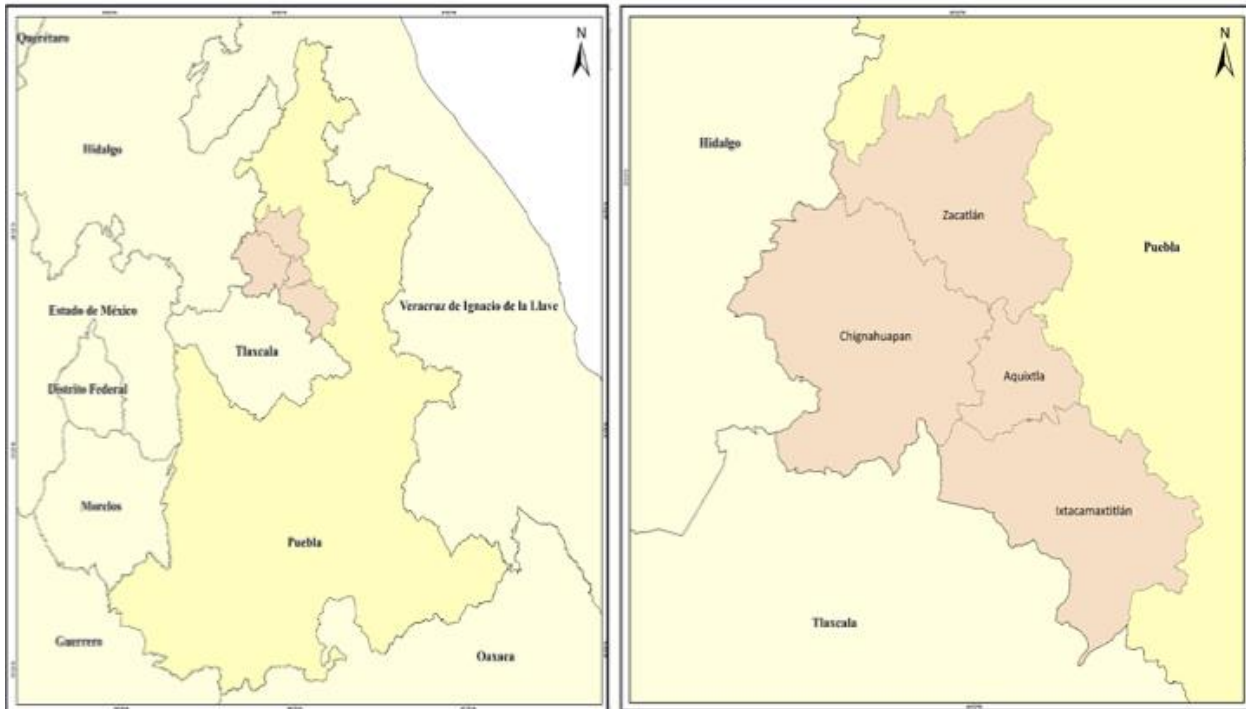 N
Querétaro
Hidalgo
Estado de México
Veracruz de Ignacio de la Llave
Tlaxcala
Distrito Federal
Morelos
Puebla
Guerrero
Oaxaca
N
Hidalgo
Zacatlán
Puebla
Chignahuapan
Aquixtla
Ixtacamaxtitlán
Tlaxcala